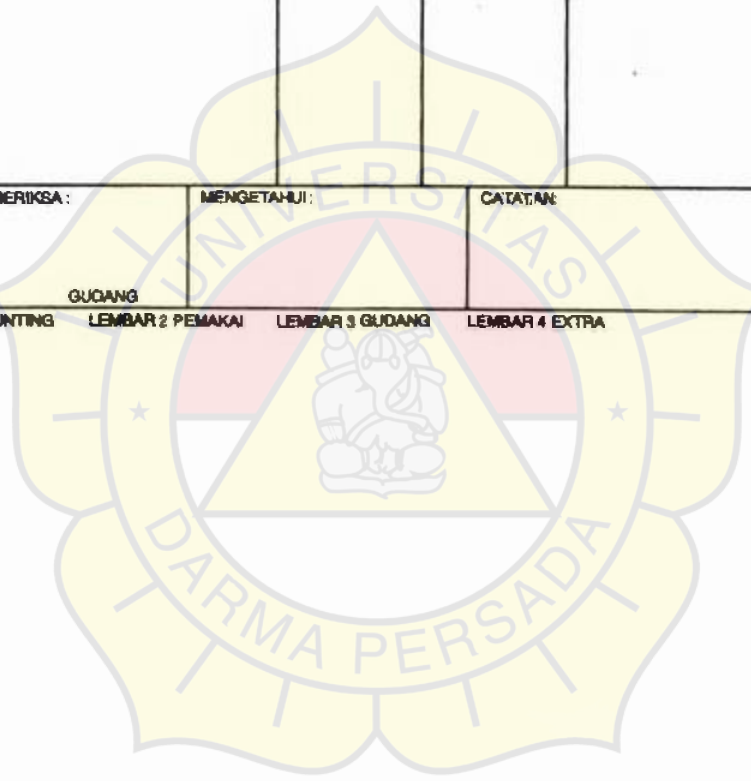 ERIKSA : MENGETAHUI : CATATAN:
GUDANG
UNTING LEMBAR 2 PEMAKAI LEMBAR 3 GUDANG LEMBAR 4 EXTRA
UNIVERSITAS
DARMA PERSADA